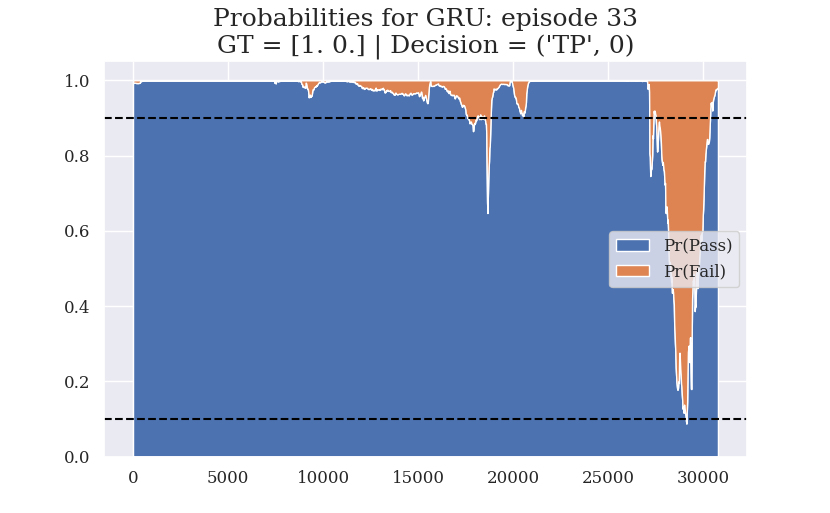 Probabilities for GRU: episode 33
GT = [1. 0.] | Decision = ('TP', 0)
1.0
0.8
0.6
0.4
0.2
0.0
Pr(Pass)
Pr(Fail)
0 5000 10000 15000 20000 25000 30000